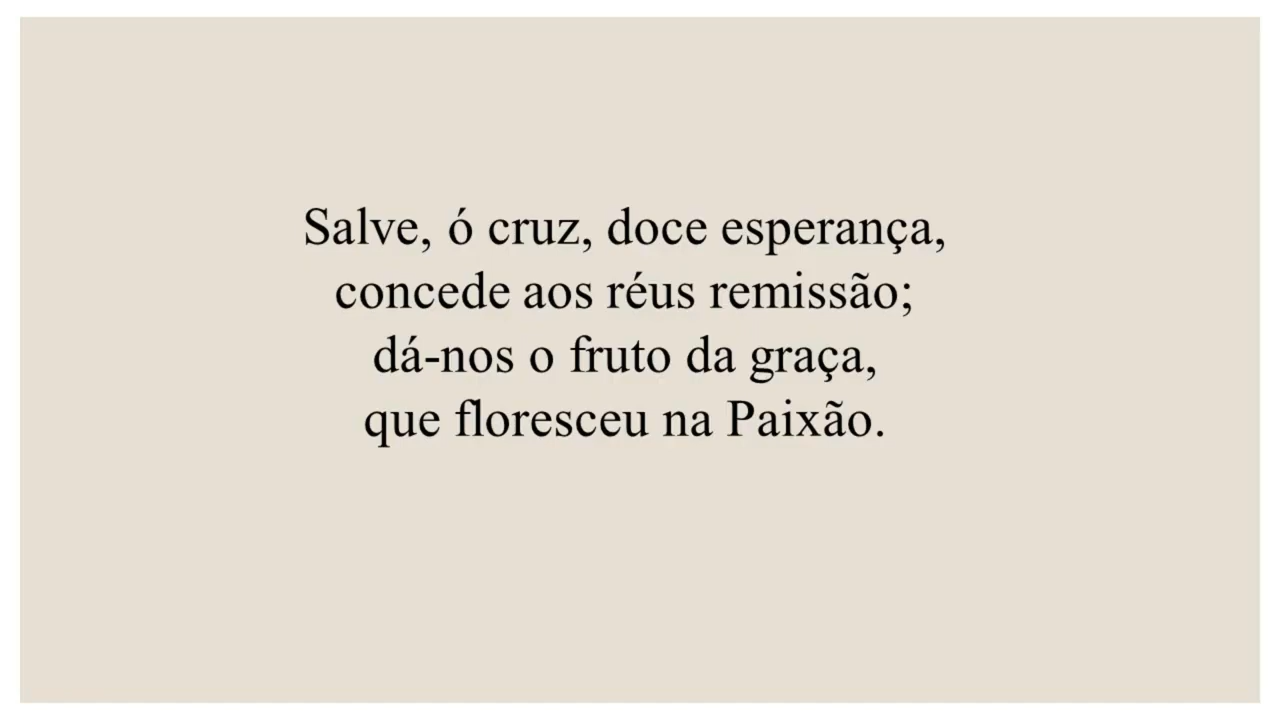 Salve, ó cruz, doce esperança,
concede aos réus remissão;
dá-nos o fruto da graça,
que floresceu na Paixão.